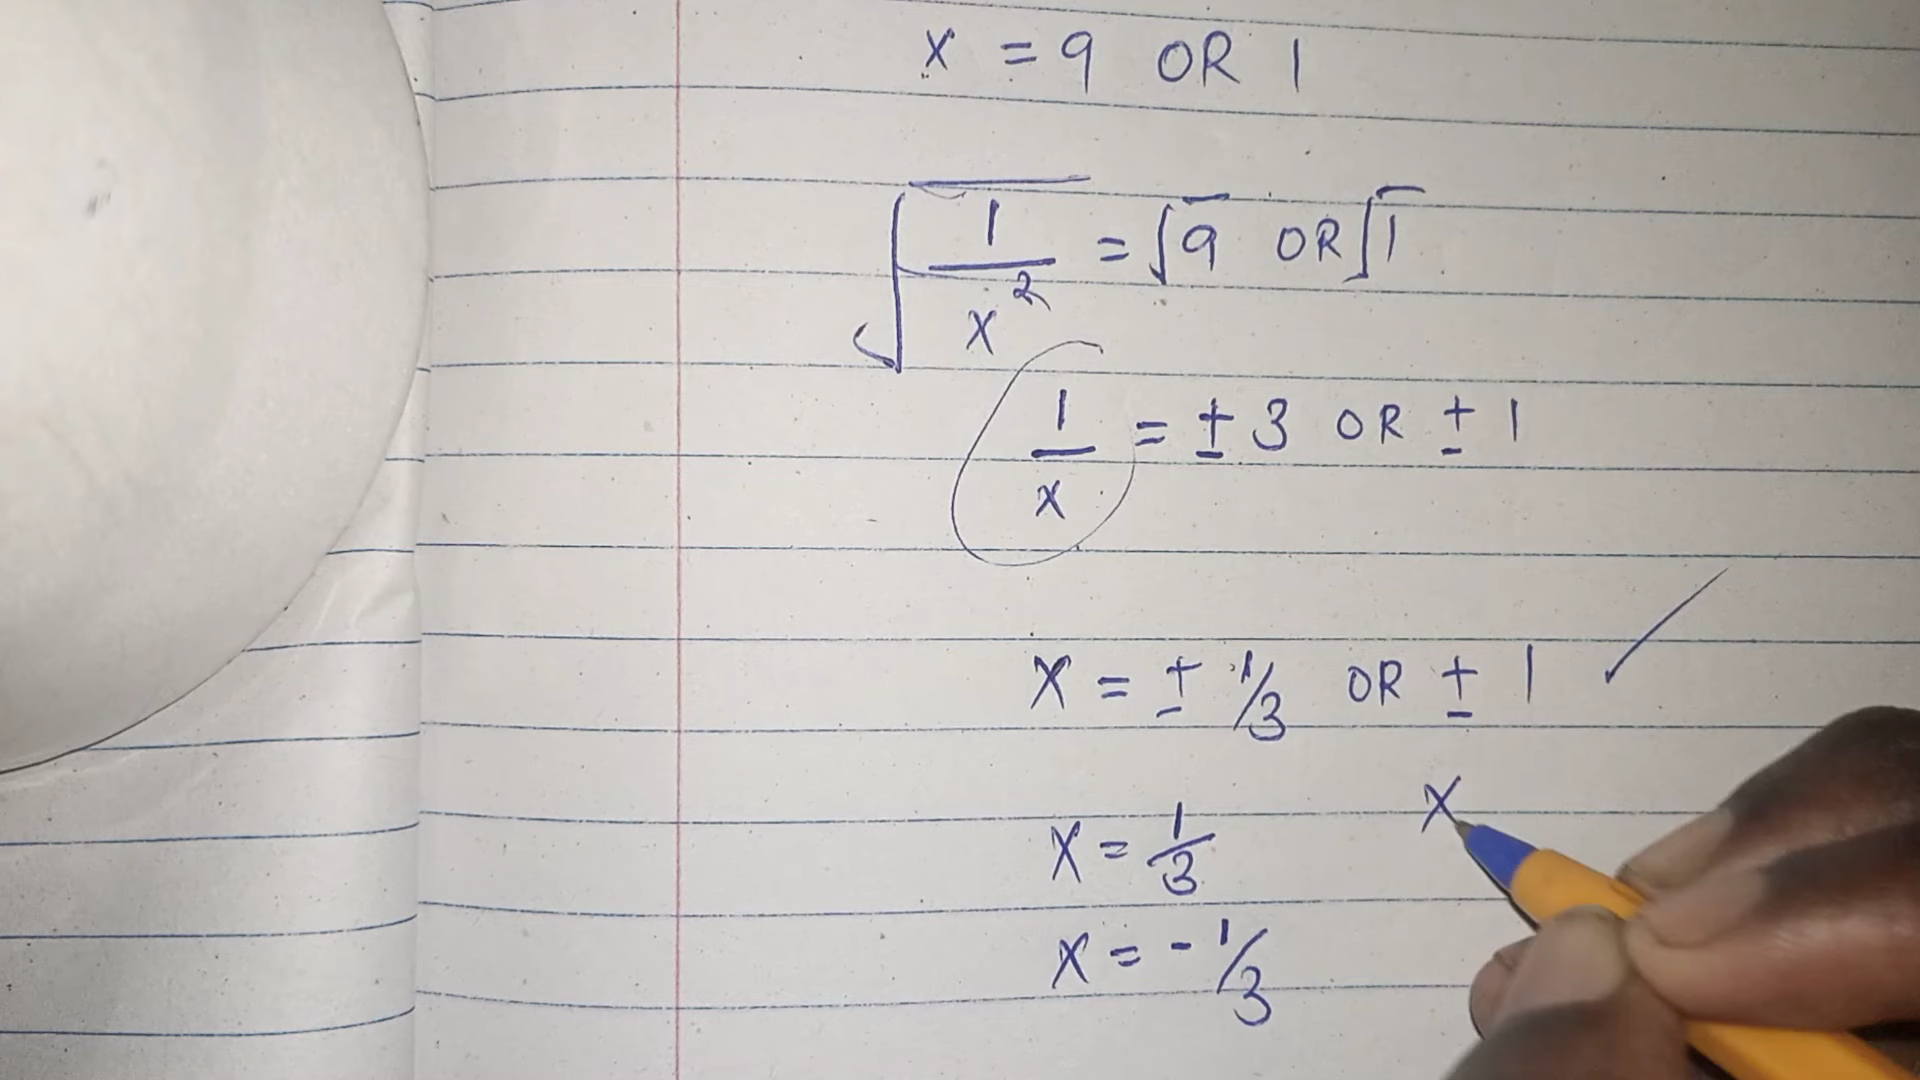 x = 9 OR 1
√(1/x²) = √9 OR √1
1/x = ± 3 OR ± 1
x = ± 1/3 OR ± 1 ✓
x = 1/3 x
x = - 1/3